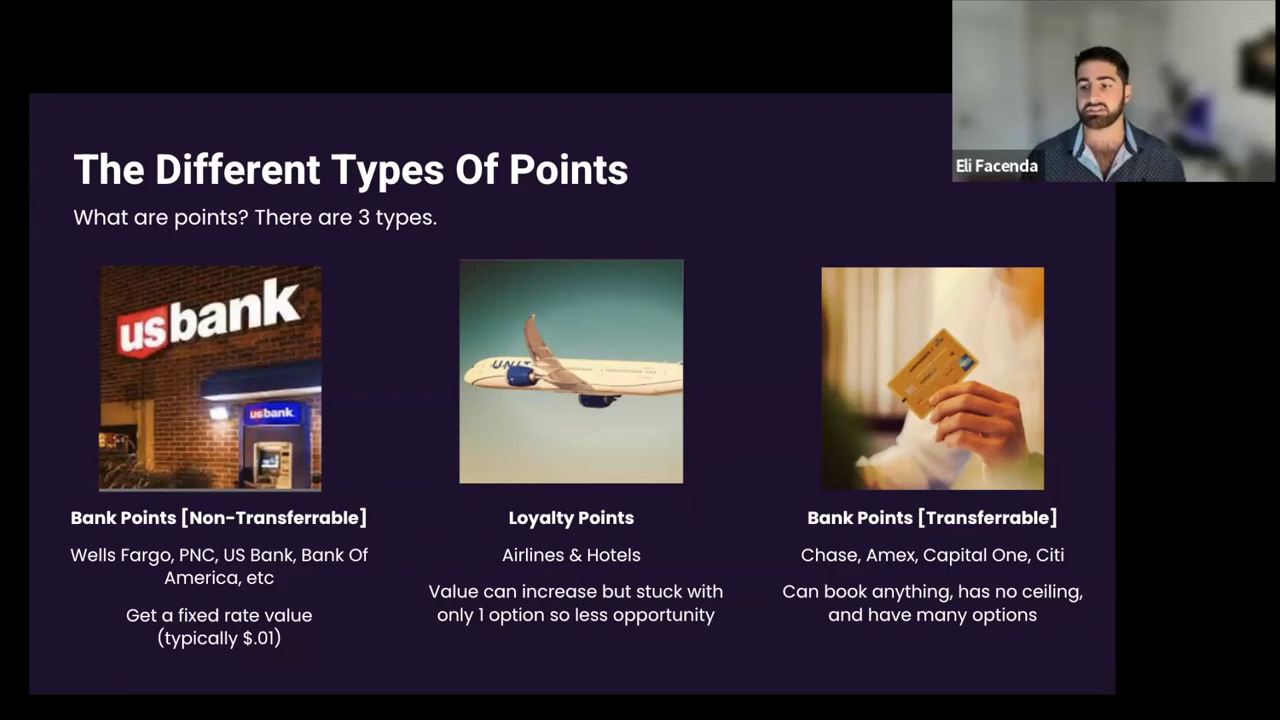 Eli Facenda
The Different Types Of Points
What are points? There are 3 types.
usbank
usbank
UNIT
Bank Points [Non-Transferrable]
Wells Fargo, PNC, US Bank, Bank Of
America, etc
Get a fixed rate value
(typically $.01)
Loyalty Points
Airlines & Hotels
Value can increase but stuck with
only 1 option so less opportunity
Bank Points [Transferrable]
Chase, Amex, Capital One, Citi
Can book anything, has no ceiling,
and have many options